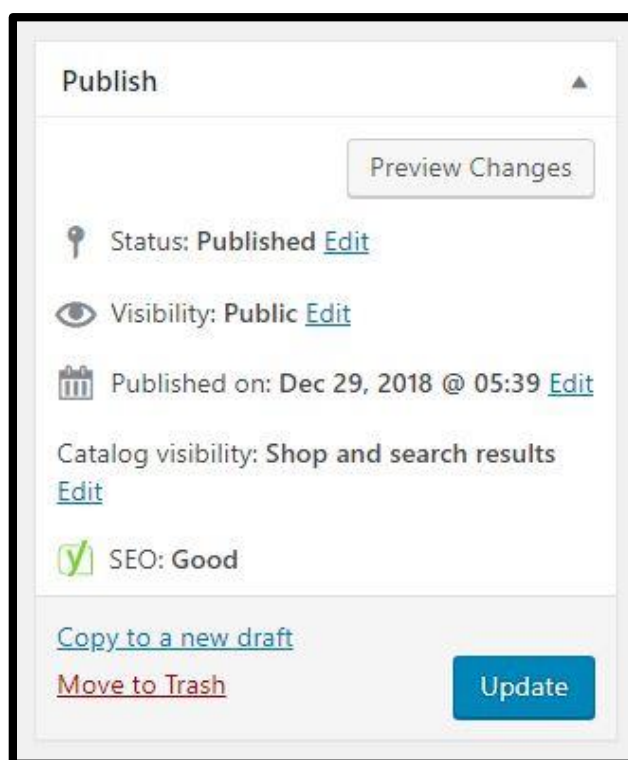 Publish
Preview Changes
Status: Published Edit
Visibility: Public Edit
Published on: Dec 29, 2018 @ 05:39 Edit
Catalog visibility: Shop and search results
Edit
SEO: Good
Copy to a new draft
Move to Trash
Update